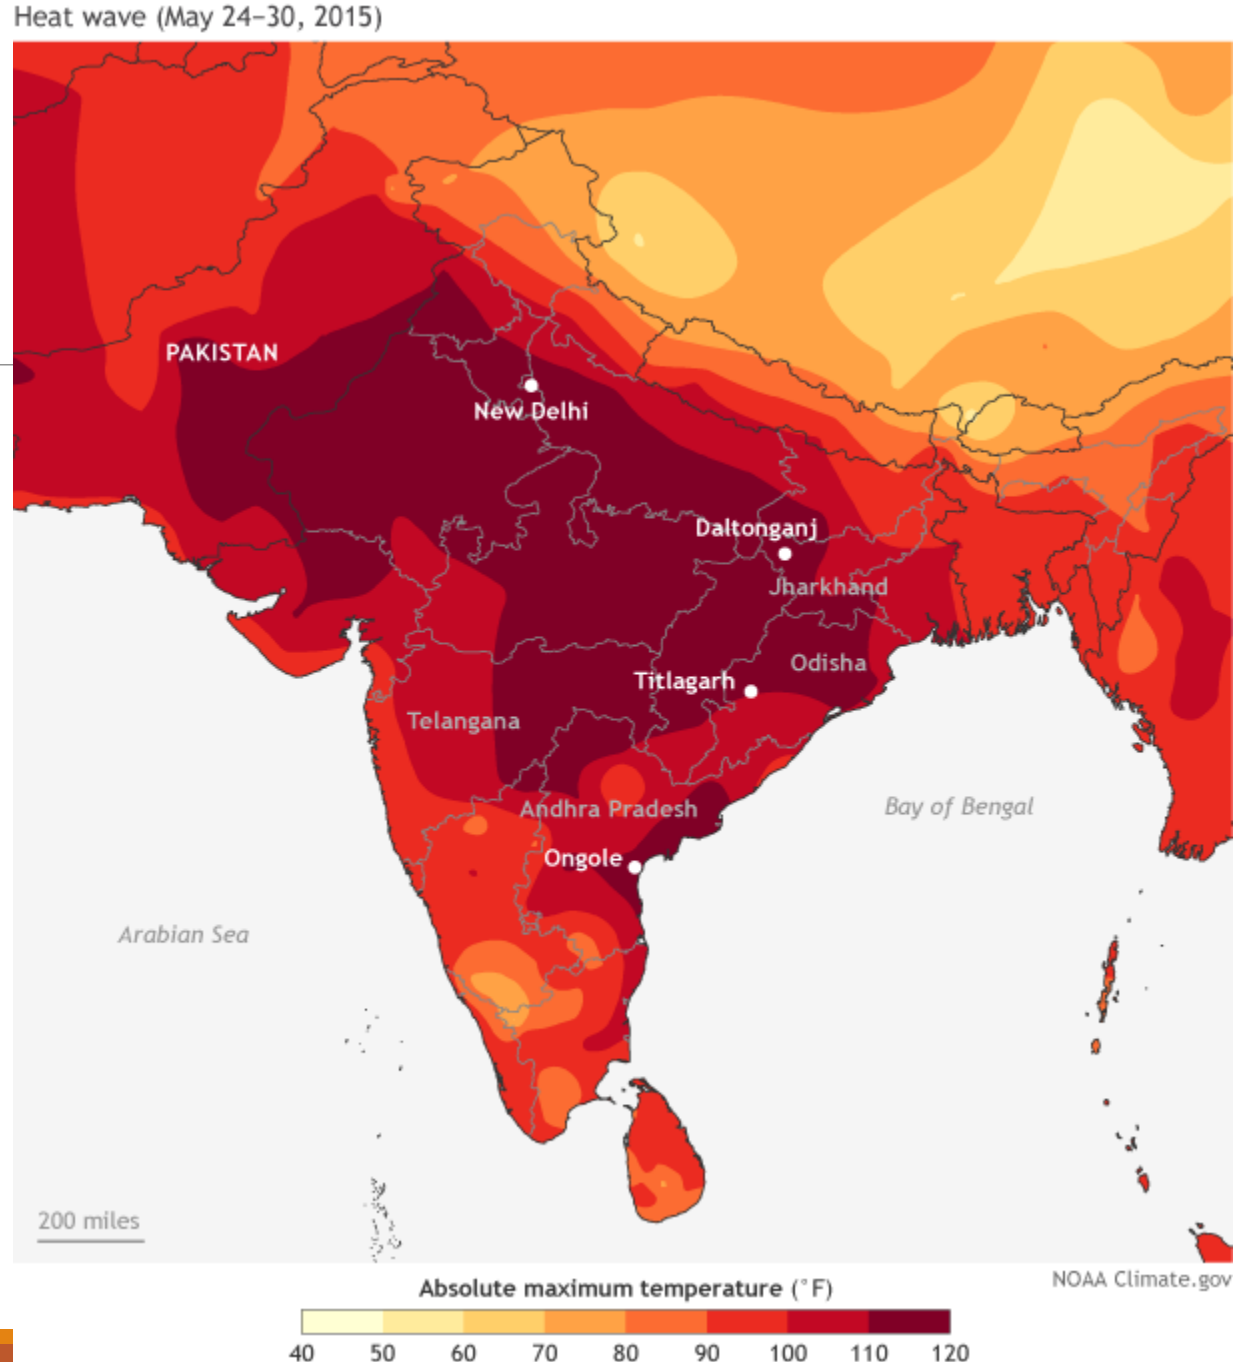 Heat wave (May 24–30, 2015)
PAKISTAN
New Delhi
Daltonganj
Jharkhand
Odisha
Titlagarh
Telangana
Andhra Pradesh
Bay of Bengal
Ongole
Arabian Sea
200 miles
NOAA Climate.gov
Absolute maximum temperature (°F)
40 50 60 70 80 90 100 110 120